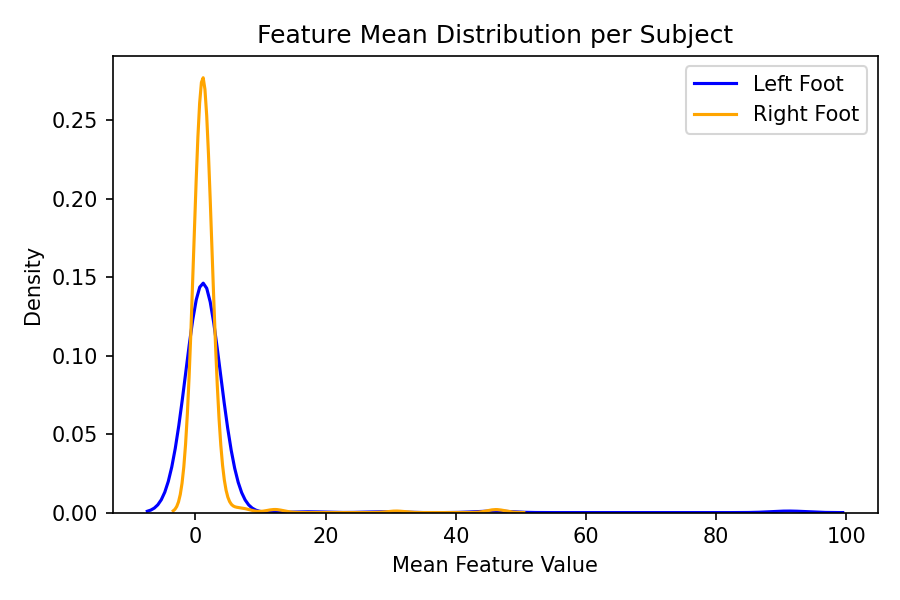 Feature Mean Distribution per Subject
Left Foot
Right Foot
0.25
0.20
0.15
0.10
0.05
0.00
Density
0
20
40
60
80
100
Mean Feature Value